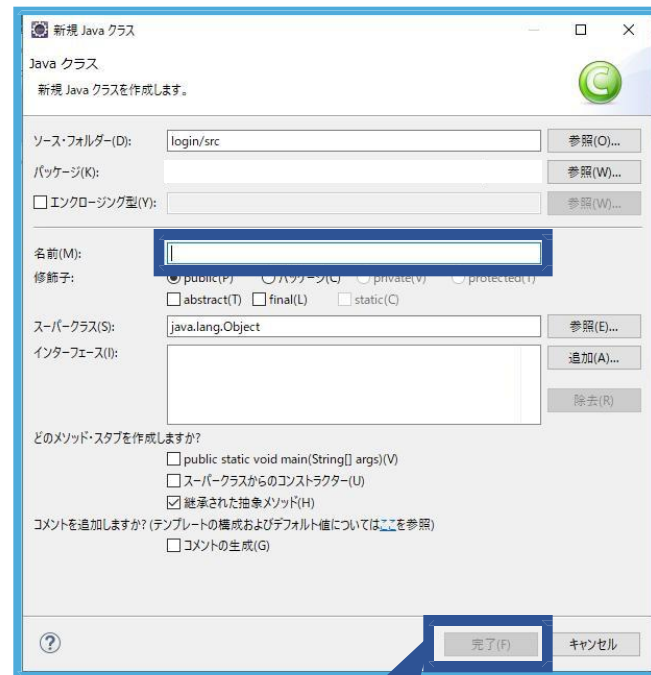 新規 Java クラス
Java クラス
新規 Java クラスを作成します。
ソース・フォルダー(D): login/src 参照(O)...
パッケージ(K): 参照(W)...
エンクロージング型(Y): 参照(W)...
名前(M):
修飾子: public(P) パッケージ(C) private(V) protected(T)
abstract(T) final(L) static(C)
スーパークラス(S): java.lang.Object 参照(E)...
インターフェース(I): 追加(A)...
除去(R)
どのメソッド・スタブを作成しますか?
public static void main(String[] args)(V)
スーパークラスからのコンストラクター(U)
継承された抽象メソッド(H)
コメントを追加しますか? (テンプレートの構成およびデフォルト値についてはここを参照)
コメントの生成(G)
完了(F) キャンセル